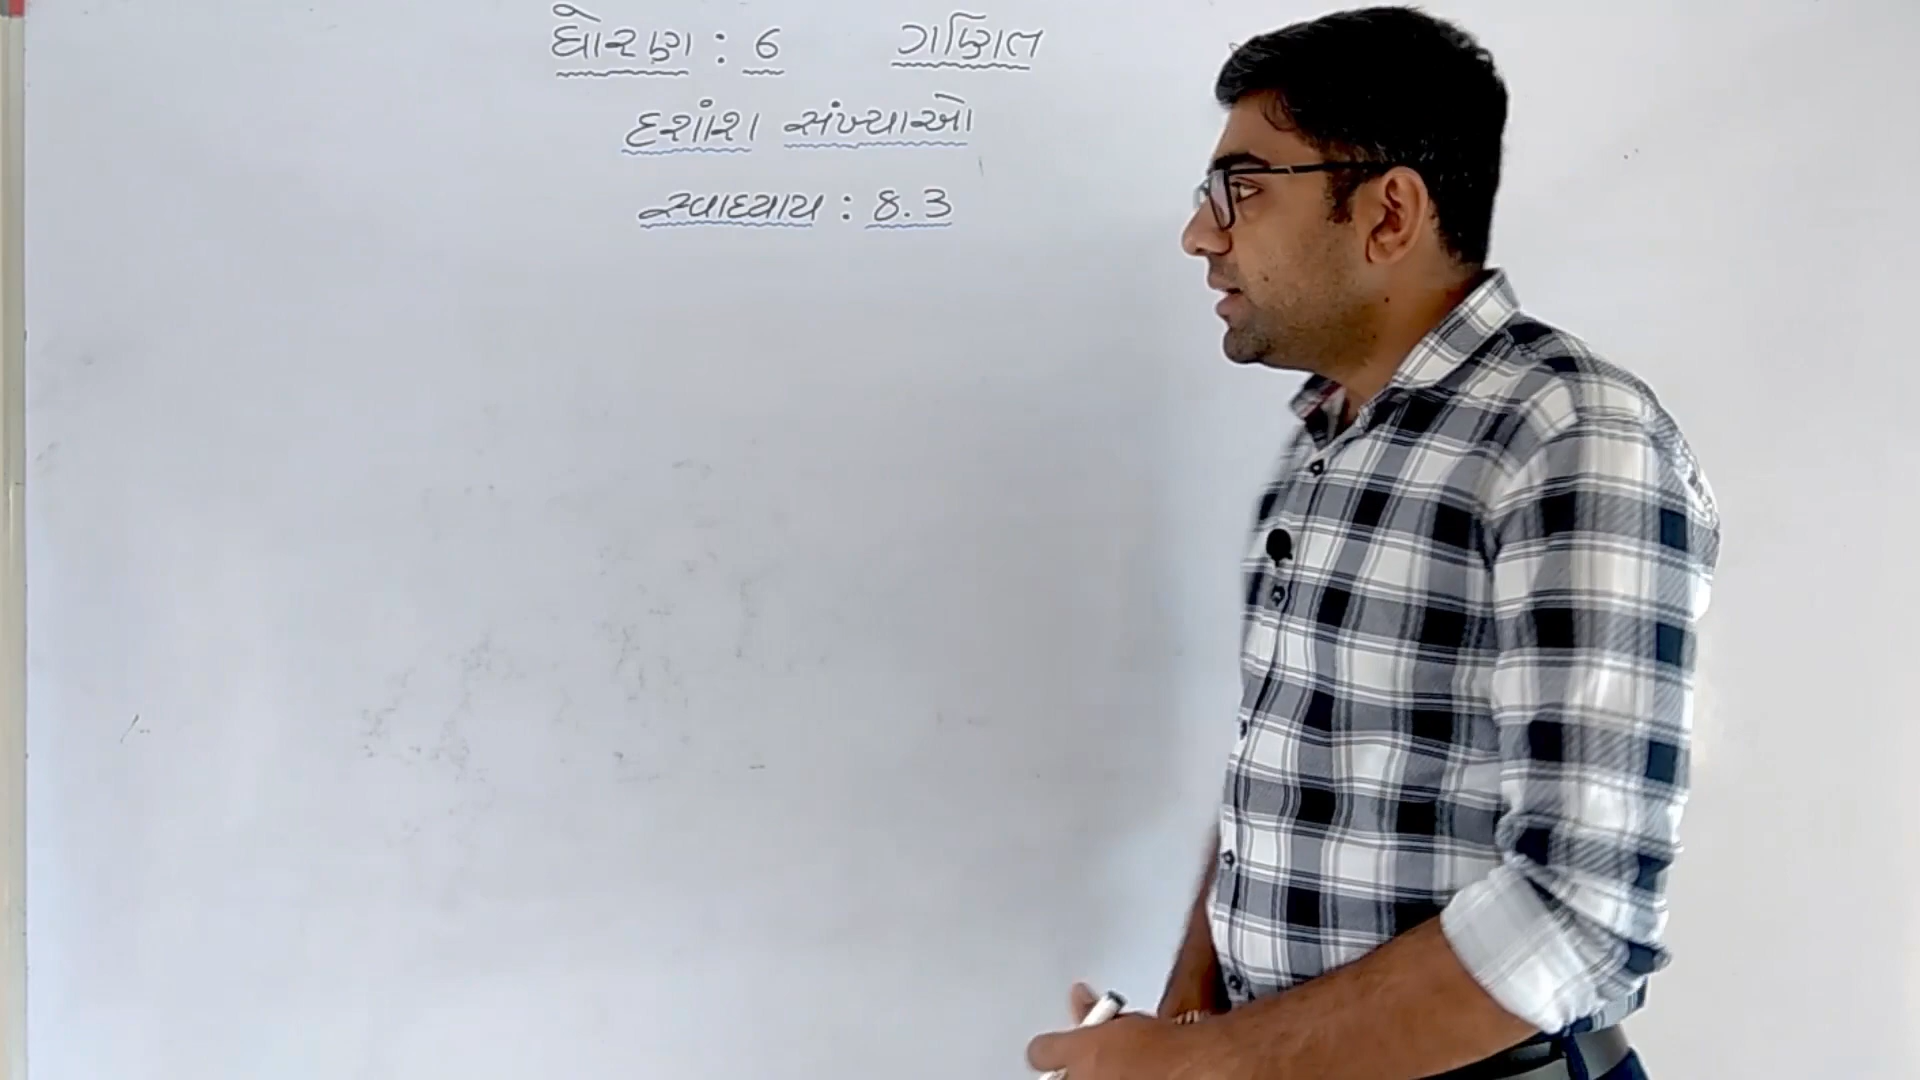 ધોરણ : 6 ગણિત
દશાંશ સંખ્યાઓ
સ્વાધ્યાય : 8.3